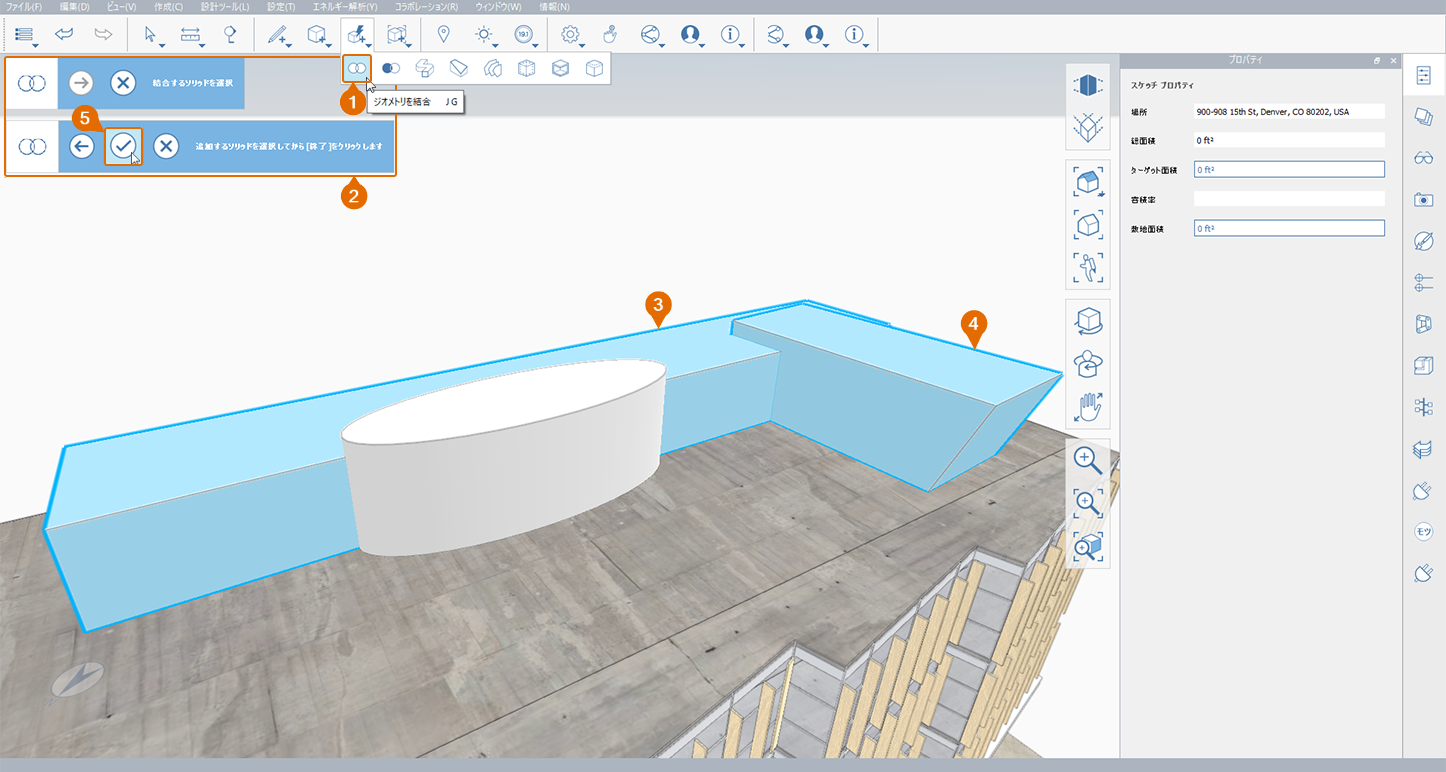 ファイル(F) 編集(D) ビュー(V) 作成(C) 設計ツール(L) 設定(T) エネルギー解析(Y) コラボレーション(R) ウィンドウ(W) 情報(N)
19.1
結合するソリッドを選択
1
ジオメトリを結合 J G
5
追加するソリッドを選択してから[終了]をクリックします
2
3
4
プロパティ
スケッチ プロパティ
場所 900-908 15th St, Denver, CO 80202, USA
総面積 0 ft²
ターゲット面積 0 ft²
容積率
敷地面積 0 ft²
モヅ